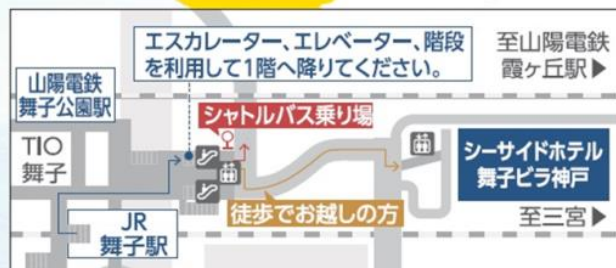 エスカレーター、エレベーター、階段
を利用して1階へ降りてください。
至山陽電鉄
霞ヶ丘駅▶
山陽電鉄
舞子公園駅
シャトルバス乗り場
TIO
舞子
シーサイドホテル
舞子ビラ神戸
徒歩でお越しの方
JR
舞子駅
至三宮▶